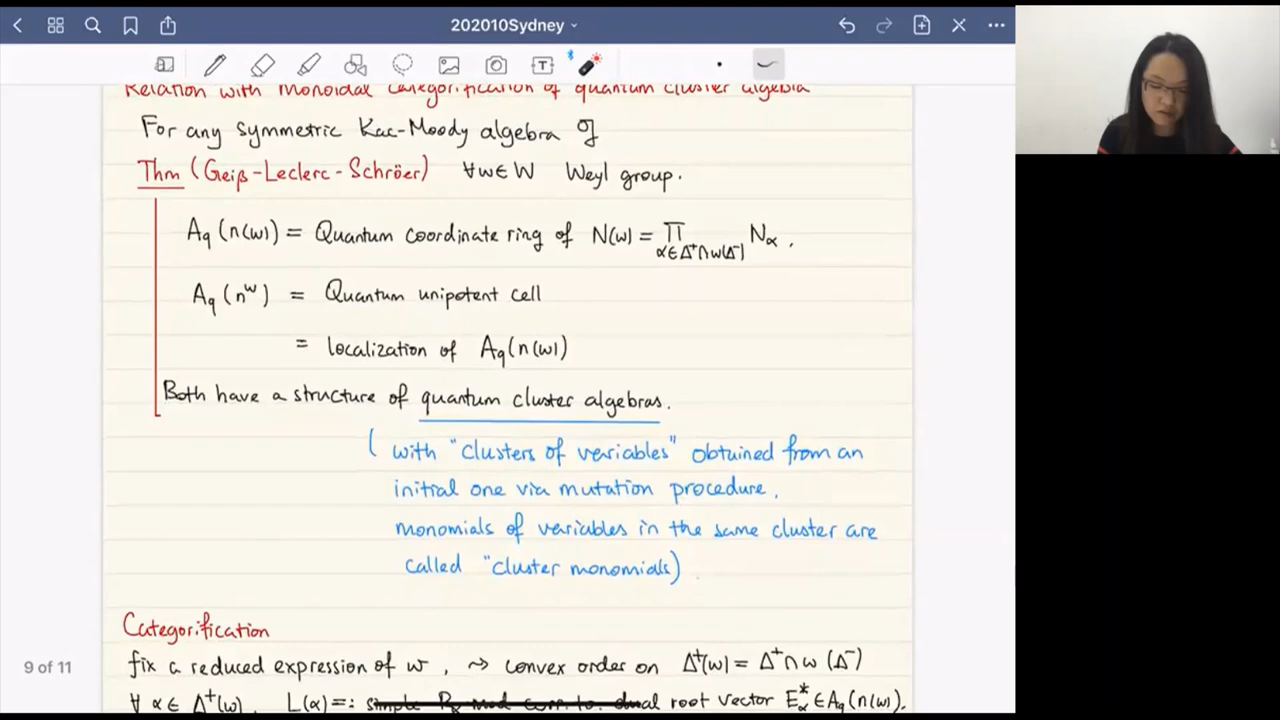 202010Sydney
Relation with monoidal categorification of quantum cluster algebra
For any symmetric Kac-Moody algebra 𝔤
Thm (Geiß-Leclerc-Schröer) ∀w∈W Weyl group.
Aq(n(w)) = Quantum coordinate ring of N(w) = ∏_{α∈Δ⁺∩w(Δ⁻)} Nα.
Aq(nʷ) = Quantum unipotent cell
= localization of Aq(n(w))
Both have a structure of quantum cluster algebras.
( with "clusters of variables" obtained from an
initial one via mutation procedure.
monomials of variables in the same cluster are
called "cluster monomials)
Categorification
9 of 11
fix a reduced expression of w, ⇝ convex order on Δ⁺(w) = Δ⁺∩w(Δ⁻)
∀ α∈Δ⁺(w), L(α) =: dual root vector E*α ∈ Aq(n(w)).